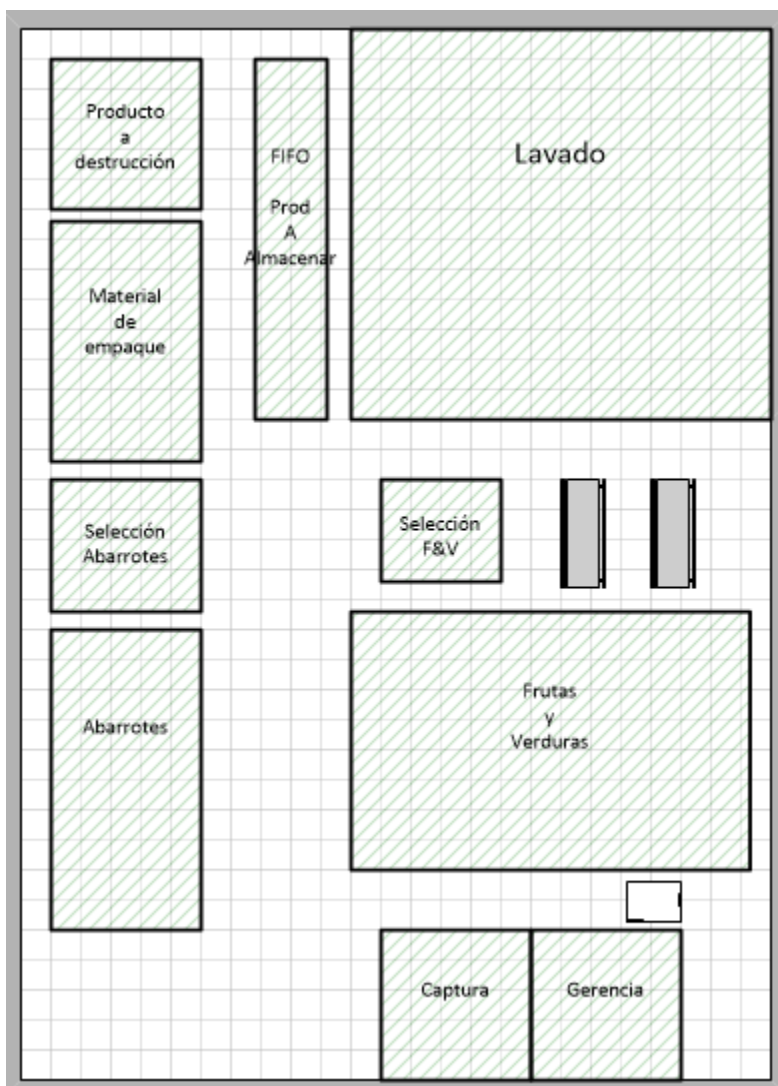 Producto
a
destrucción
FIFO
Prod
A
Almacenar
Lavado
Material
de
empaque
Selección
Abarrotes
Selección
F&V
Abarrotes
Frutas
y
Verduras
Captura
Gerencia